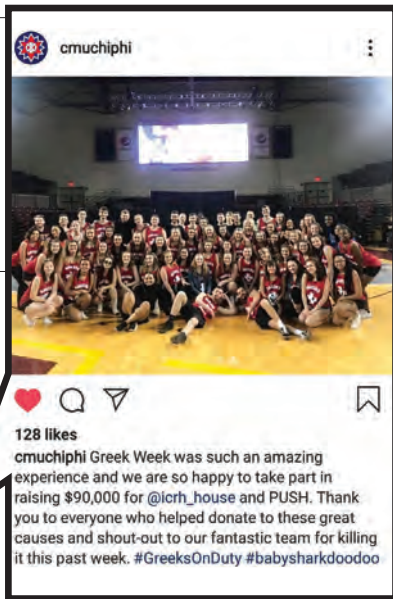 cmuchiphi
128 likes
cmuchiphi Greek Week was such an amazing
experience and we are so happy to take part in
raising $90,000 for @icrh_house and PUSH. Thank
you to everyone who helped donate to these great
causes and shout-out to our fantastic team for killing
it this past week. #GreeksOnDuty #babysharkdoodoo